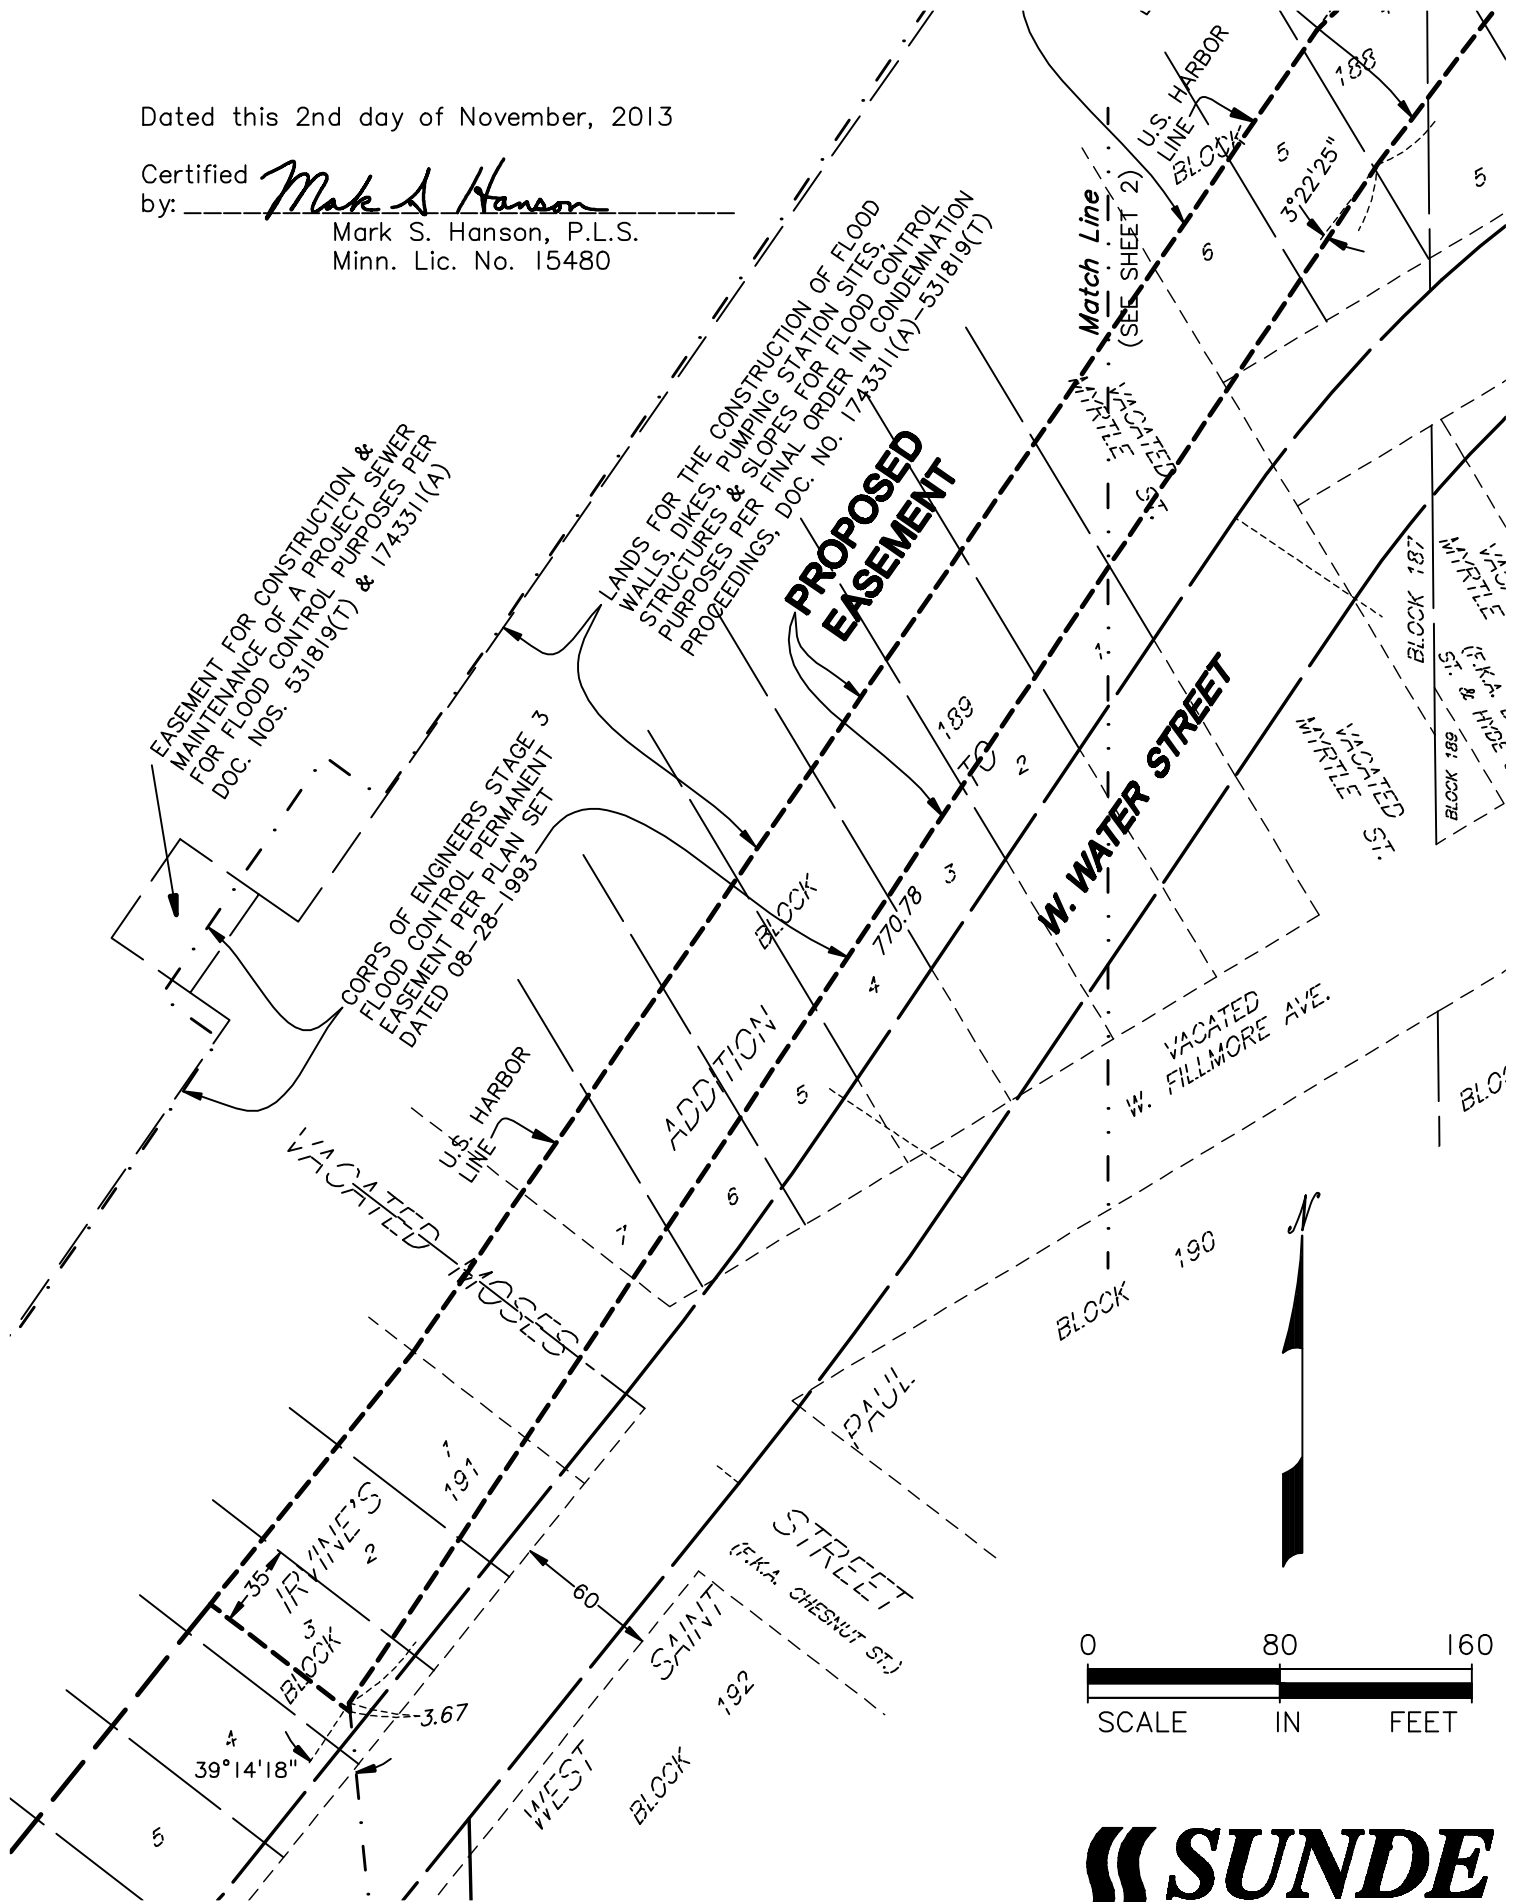 Dated this 2nd day of November, 2013
Certified
by:
Mark S. Hanson
Mark S. Hanson, P.L.S.
Minn. Lic. No. 15480
U.S. HARBOR
LINE
BLOCK
188
5
5
6
3°22'25"
Match Line
(SEE SHEET 2)
LANDS FOR THE CONSTRUCTION OF FLOOD
WALLS, DIKES, PUMPING STATION SITES,
STRUCTURES & SLOPES FOR FLOOD CONTROL
PURPOSES PER FINAL ORDER IN CONDEMNATION
PROCEEDINGS, DOC. NO. 1743311(A)-531819(T)
EASEMENT FOR CONSTRUCTION &
MAINTENANCE OF A PROJECT SEWER
FOR FLOOD CONTROL PURPOSES PER
DOC. NOS. 531819(T) & 1743311(A)
PROPOSED
EASEMENT
VACATED
MYRTLE
ST.
BLOCK 187
BLOCK 189
MYRTLE
(F.K.A.
ST. & HYDE
VACATED
MYRTLE
ST.
W. WATER STREET
CORPS OF ENGINEERS STAGE 3
FLOOD CONTROL PERMANENT
EASEMENT PER PLAN SET
DATED 08-28-1993
189
TO
1
2
3
BLOCK
770.78
4
ADDITION
5
6
7
VACATED
W. FILLMORE AVE.
U.S. HARBOR
LINE
VACATED
MOSES
BLOCK 190
N
PAUL
STREET
(F.K.A. CHESNUT ST.)
SAINT
WEST
BLOCK 192
1
191
IRVINE'S
2
35
3
BLOCK
60
3.67
4
39°14'18"
5
0 80 160
SCALE IN FEET
SUNDE